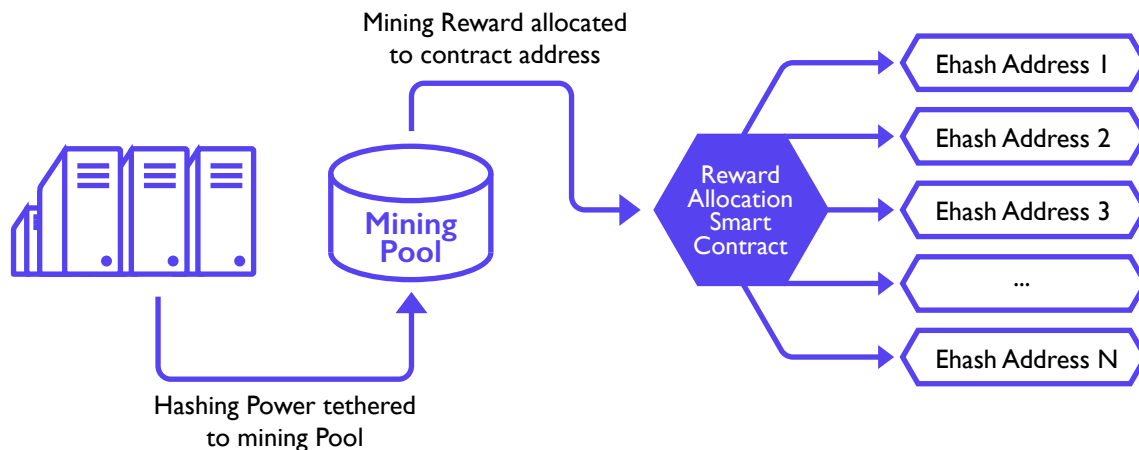 Mining Reward allocated
to contract address
Mining
Pool
Hashing Power tethered
to mining Pool
Reward
Allocation
Smart
Contract
Ehash Address 1
Ehash Address 2
Ehash Address 3
...
Ehash Address N